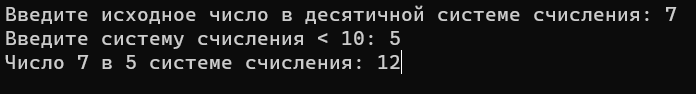 Введите исходное число в десятичной системе счисления: 7
Введите систему счисления < 10: 5
Число 7 в 5 системе счисления: 12